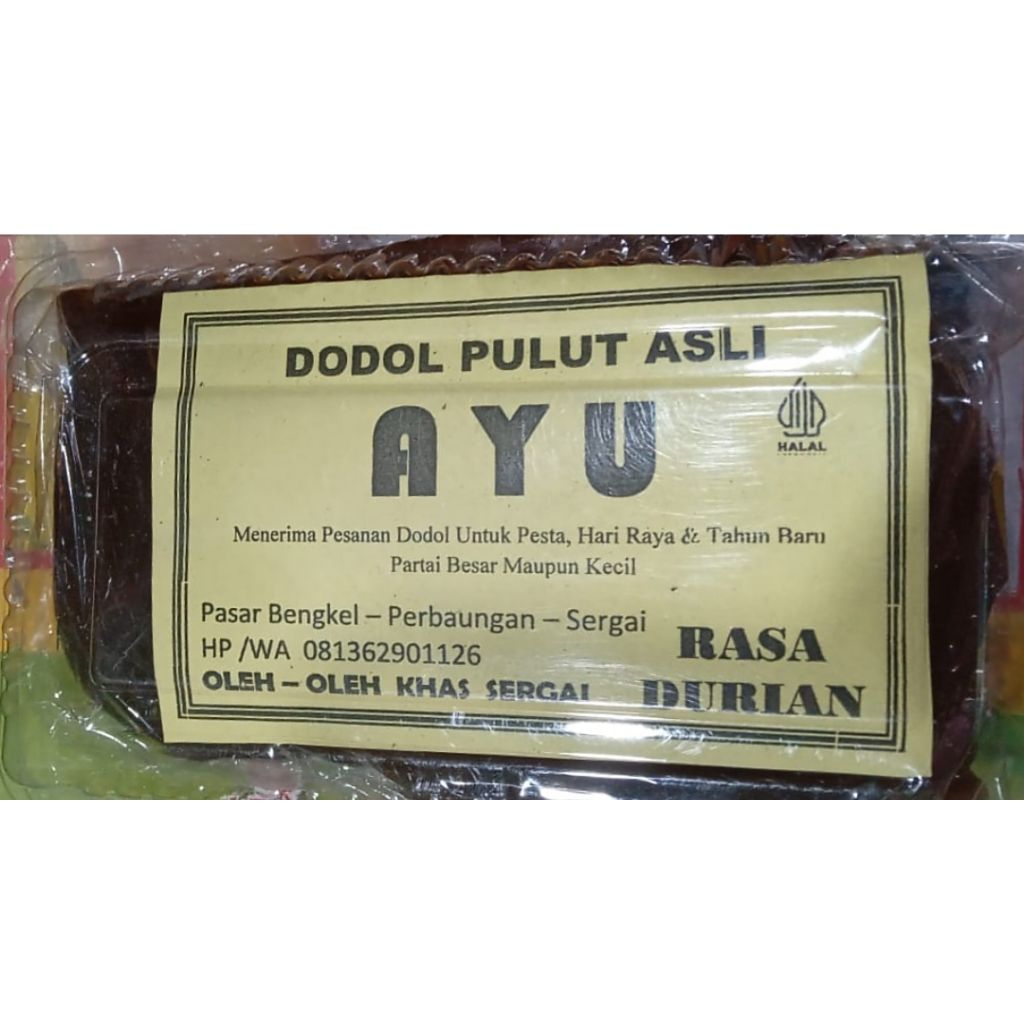 DODOL PULUT ASLI
AYU
HALAL
Menerima Pesanan Dodol Untuk Pesta, Hari Raya & Tahun Baru
Partai Besar Maupun Kecil
Pasar Bengkel – Perbaungan – Sergai
HP /WA 081362901126
OLEH – OLEH KHAS SERGAI
RASA
DURIAN